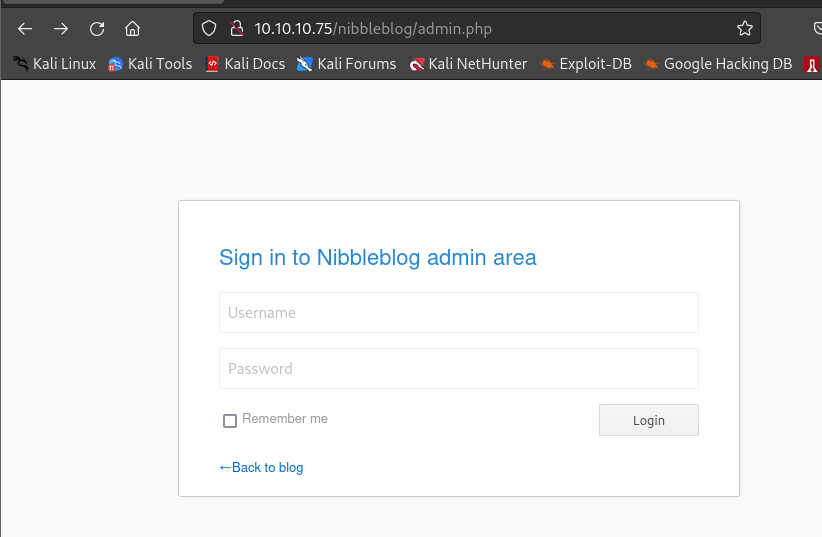 10.10.10.75/nibbleblog/admin.php
Kali Linux Kali Tools Kali Docs Kali Forums Kali NetHunter Exploit-DB Google Hacking DB
Sign in to Nibbleblog admin area
Username
Password
Remember me Login
←Back to blog